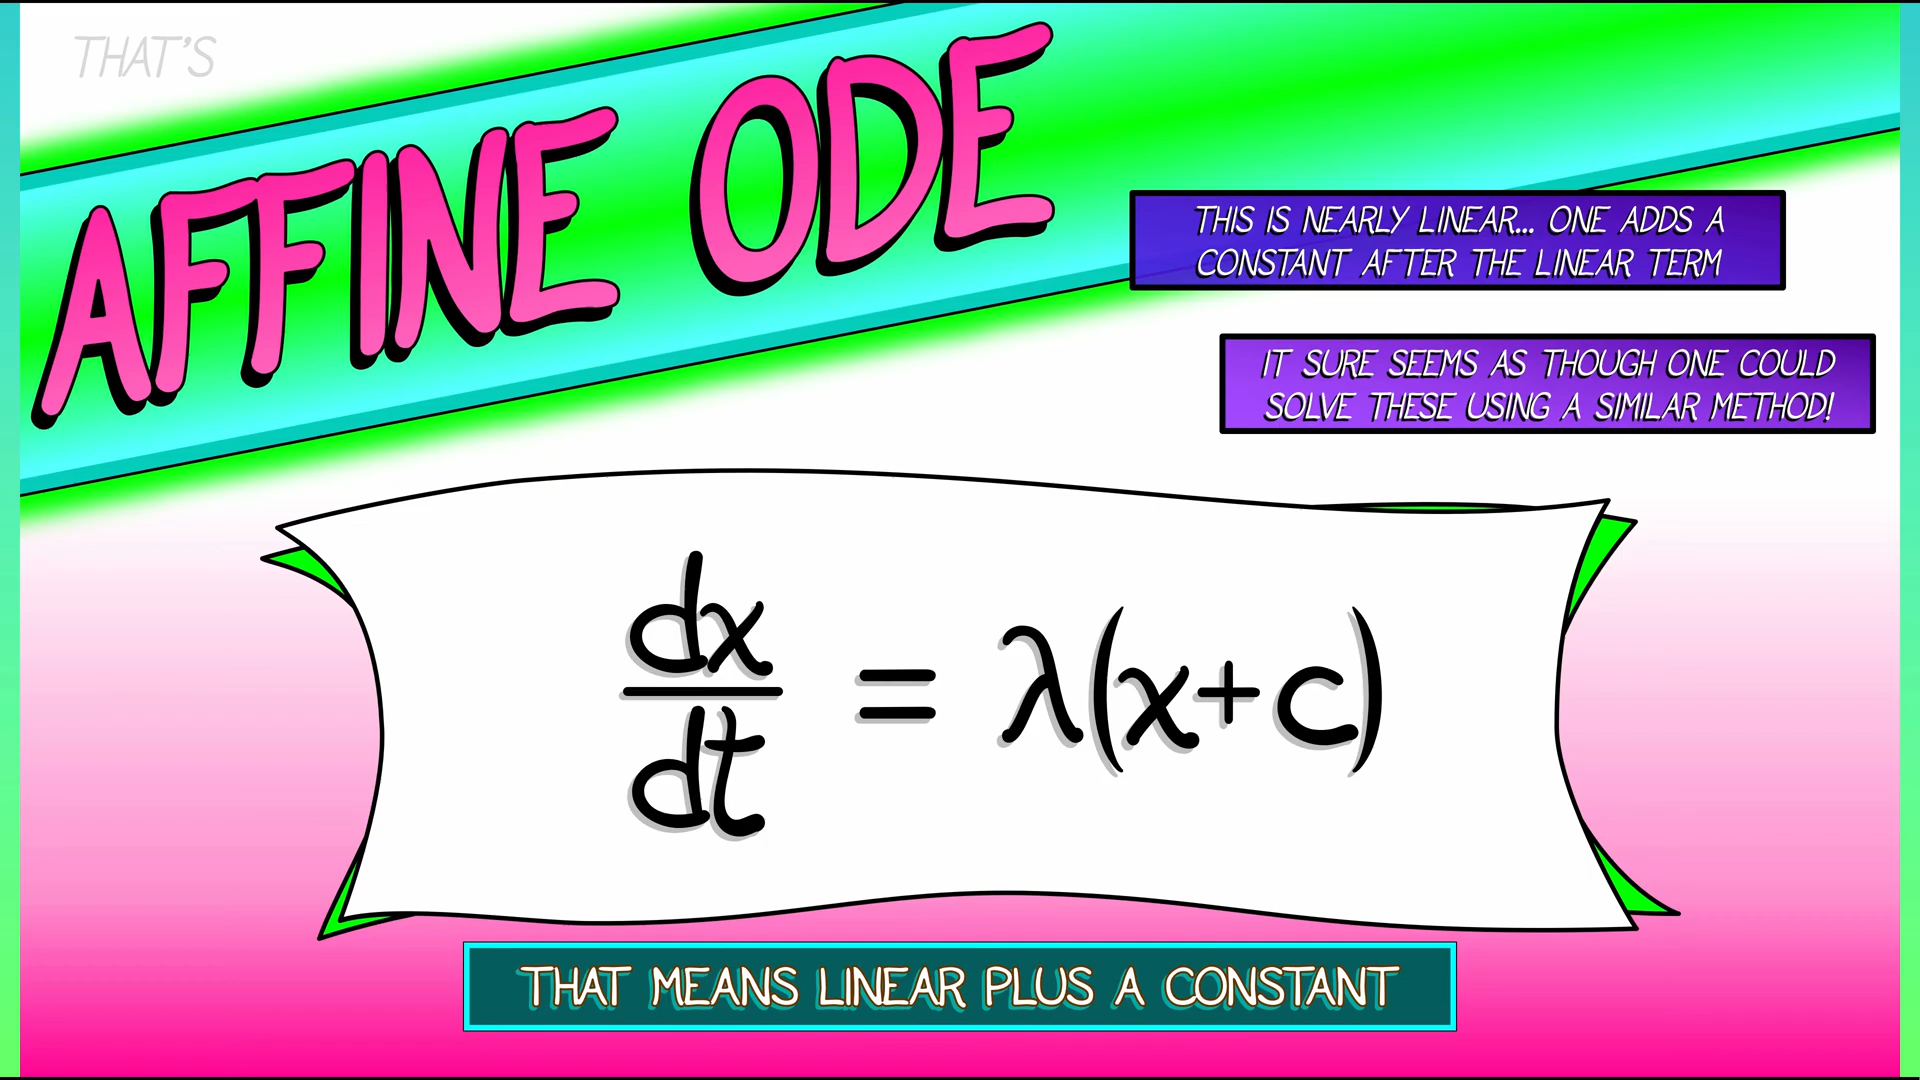 THAT'S
AFFINE ODE
THIS IS NEARLY LINEAR... ONE ADDS A
CONSTANT AFTER THE LINEAR TERM
IT SURE SEEMS AS THOUGH ONE COULD
SOLVE THESE USING A SIMILAR METHOD!
dx/dt = λ(x+c)
THAT MEANS LINEAR PLUS A CONSTANT